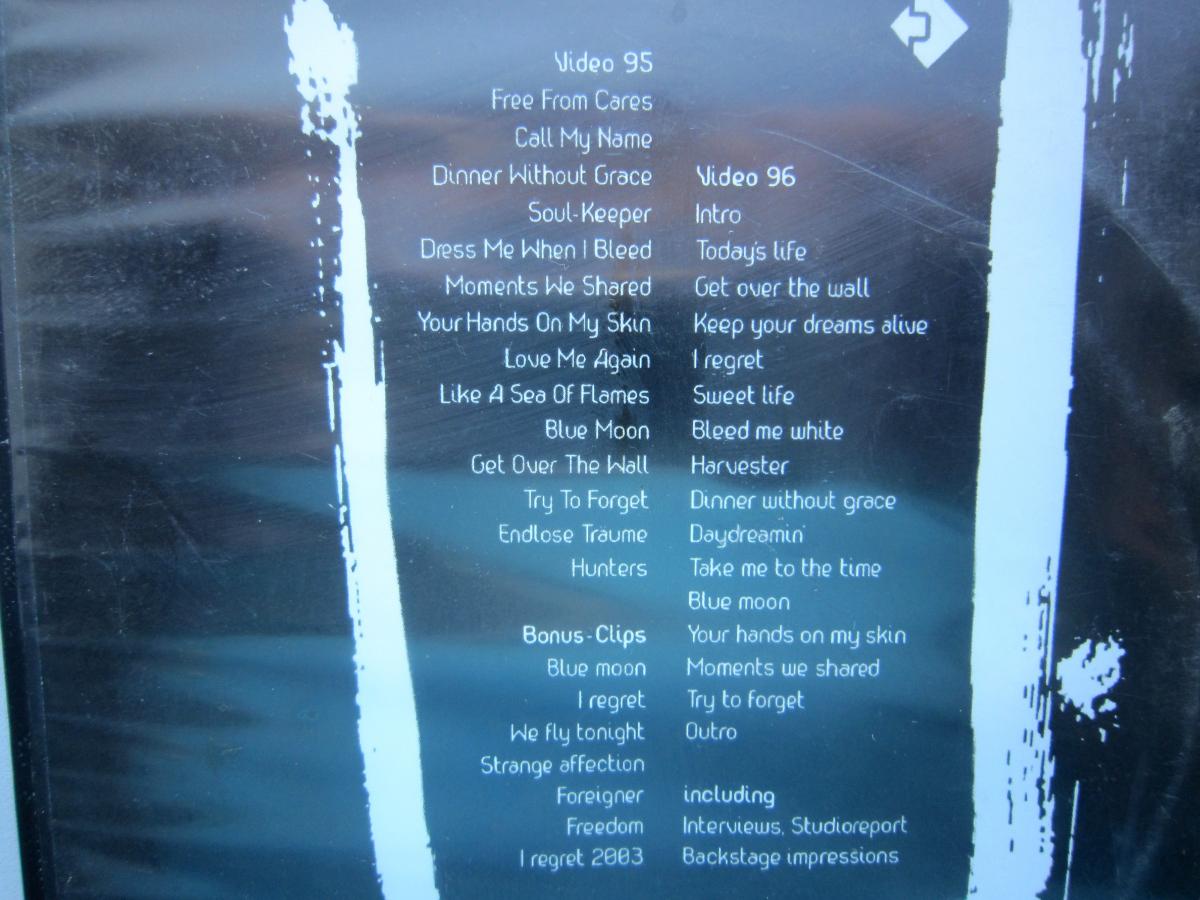 Video 95
Free From Cares
Call My Name
Dinner Without Grace
Soul-Keeper
Dress Me When I Bleed
Moments We Shared
Your Hands On My Skin
Love Me Again
Like A Sea Of Flames
Blue Moon
Get Over The Wall
Try To Forget
Endlose Träume
Hunters
Bonus-Clips
Blue moon
I regret
We fly tonight
Strange affection
Foreigner
Freedom
I regret 2003
Video 96
Intro
Today's life
Get over the wall
Keep your dreams alive
I regret
Sweet life
Bleed me white
Harvester
Dinner without grace
Daydreamin'
Take me to the time
Blue moon
Your hands on my skin
Moments we shared
Try to forget
Outro
including
Interviews, Studioreport
Backstage impressions